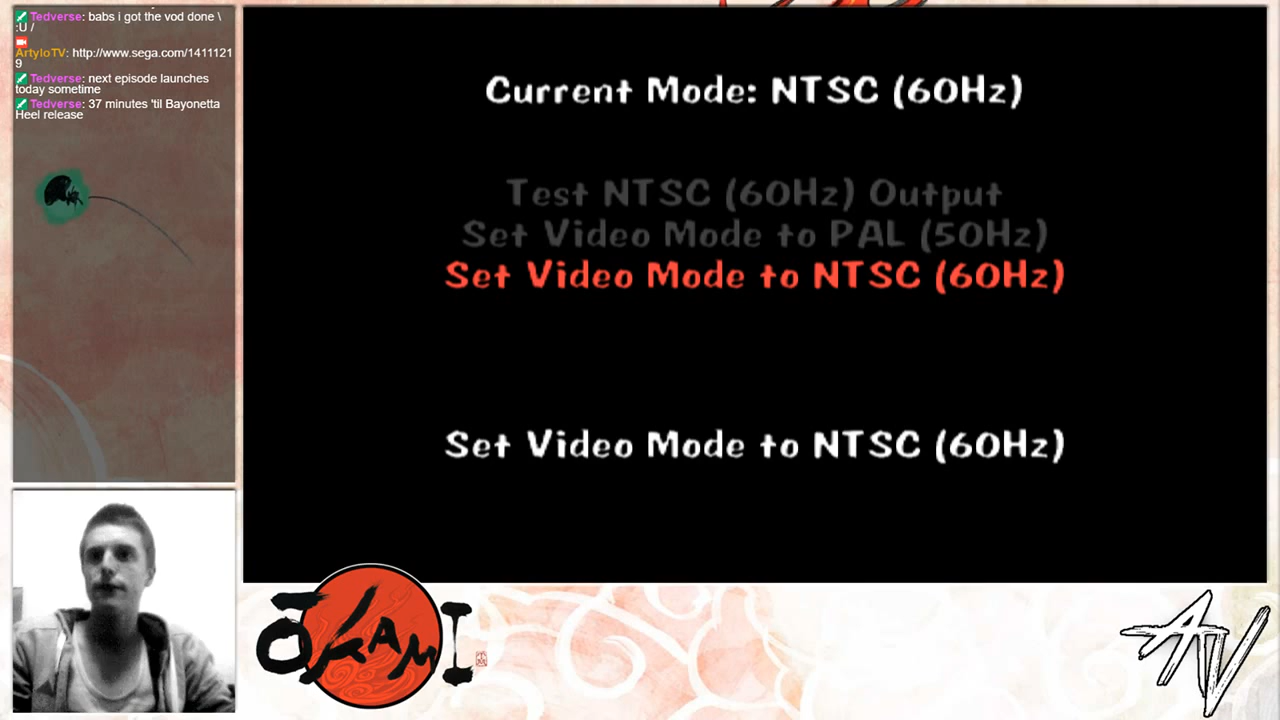 Tedverse: babs i got the vod done \
:U /
ArtyIoTV: http://www.sega.com/1411121
9
Tedverse: next episode launches
today sometime
Tedverse: 37 minutes 'til Bayonetta
Heel release
Current Mode: NTSC (60Hz)
Test NTSC (60Hz) Output
Set Video Mode to PAL (50Hz)
Set Video Mode to NTSC (60Hz)
Set Video Mode to NTSC (60Hz)
ŌKAMI
AV